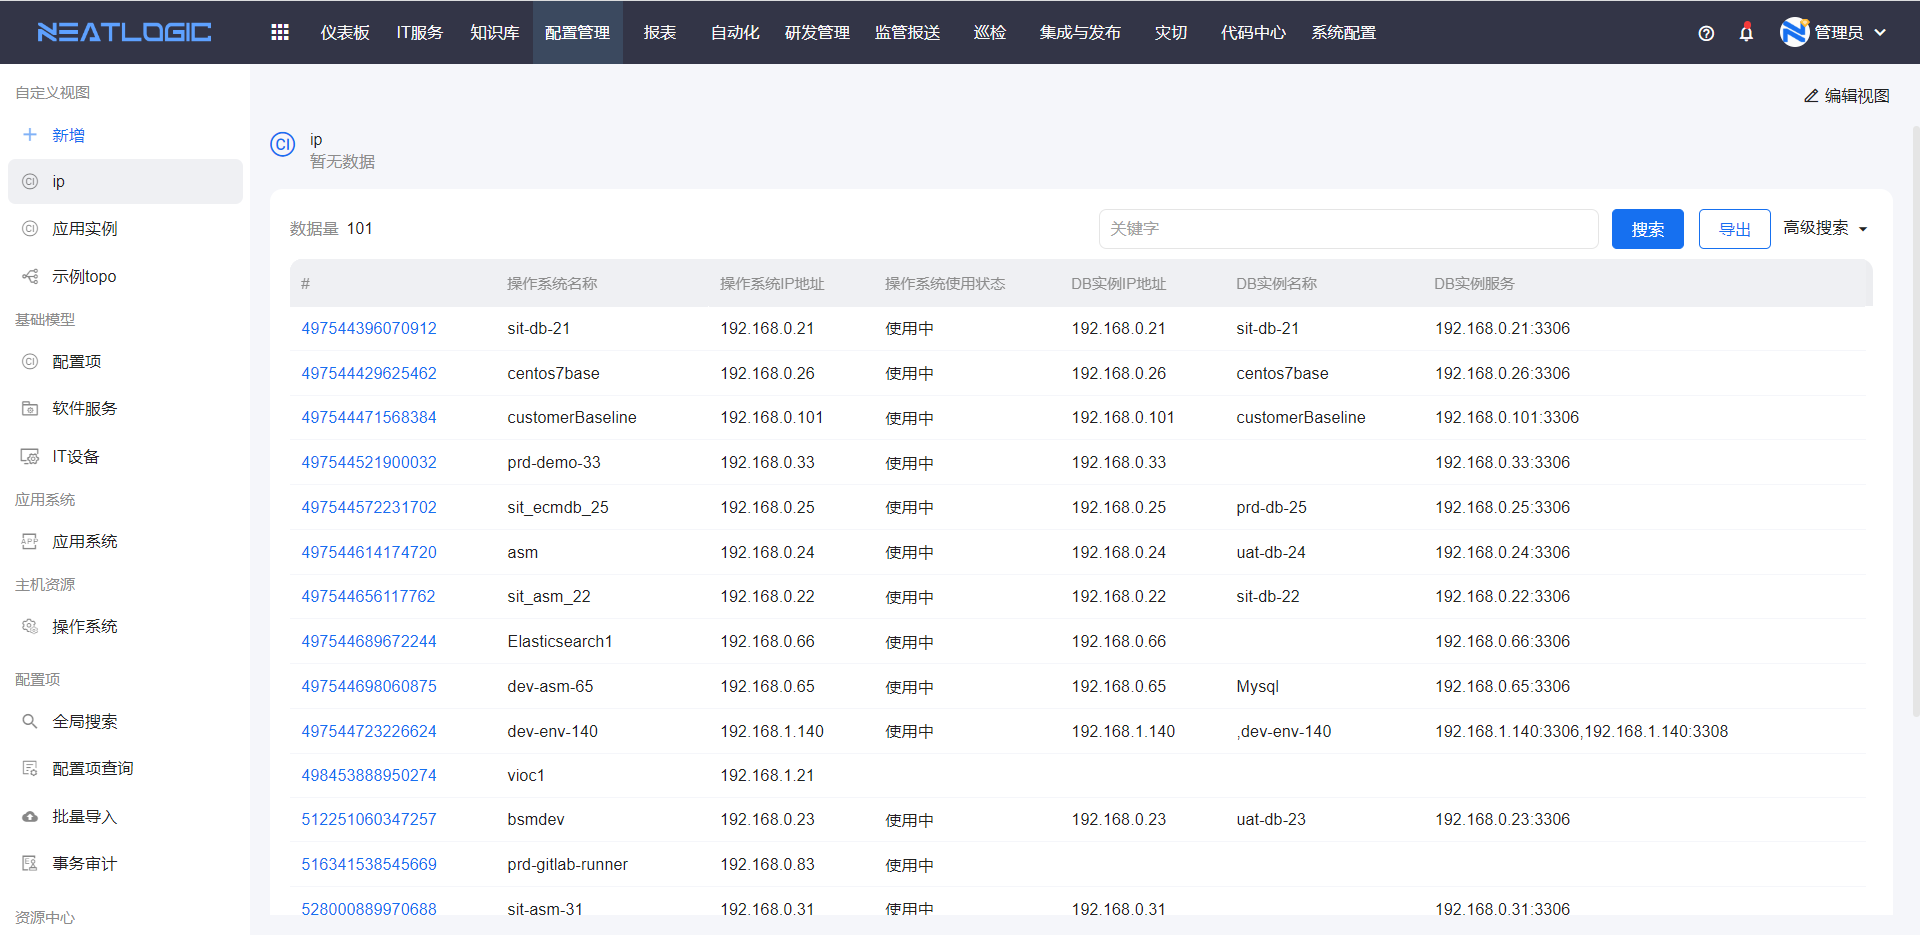 NEATLOGIC 仪表板 IT服务 知识库 配置管理 报表 自动化 研发管理 监管报送 巡检 集成与发布 灾切 代码中心 系统配置 管理员
自定义视图
新增
ip
应用实例
示例topo
基础模型
配置项
软件服务
IT设备
应用系统
应用系统
主机资源
操作系统
配置项
全局搜索
配置项查询
批量导入
事务审计
资源中心
编辑视图
CI ip
暂无数据
数据量 101 关键字 搜索 导出 高级搜索
# 操作系统名称 操作系统IP地址 操作系统使用状态 DB实例IP地址 DB实例名称 DB实例服务
497544396070912 sit-db-21 192.168.0.21 使用中 192.168.0.21 sit-db-21 192.168.0.21:3306
497544429625462 centos7base 192.168.0.26 使用中 192.168.0.26 centos7base 192.168.0.26:3306
497544471568384 customerBaseline 192.168.0.101 使用中 192.168.0.101 customerBaseline 192.168.0.101:3306
497544521900032 prd-demo-33 192.168.0.33 使用中 192.168.0.33 192.168.0.33:3306
497544572231702 sit_ecmdb_25 192.168.0.25 使用中 192.168.0.25 prd-db-25 192.168.0.25:3306
497544614174720 asm 192.168.0.24 使用中 192.168.0.24 uat-db-24 192.168.0.24:3306
497544656117762 sit_asm_22 192.168.0.22 使用中 192.168.0.22 sit-db-22 192.168.0.22:3306
497544689672244 Elasticsearch1 192.168.0.66 使用中 192.168.0.66 192.168.0.66:3306
497544698060875 dev-asm-65 192.168.0.65 使用中 192.168.0.65 Mysql 192.168.0.65:3306
497544723226624 dev-env-140 192.168.1.140 使用中 192.168.1.140 ,dev-env-140 192.168.1.140:3306,192.168.1.140:3308
498453888950274 vioc1 192.168.1.21
512251060347257 bsmdev 192.168.0.23 使用中 192.168.0.23 uat-db-23 192.168.0.23:3306
516341538545669 prd-gitlab-runner 192.168.0.83 使用中
528000889970688 sit-asm-31 192.168.0.31 使用中 192.168.0.31 192.168.0.31:3306